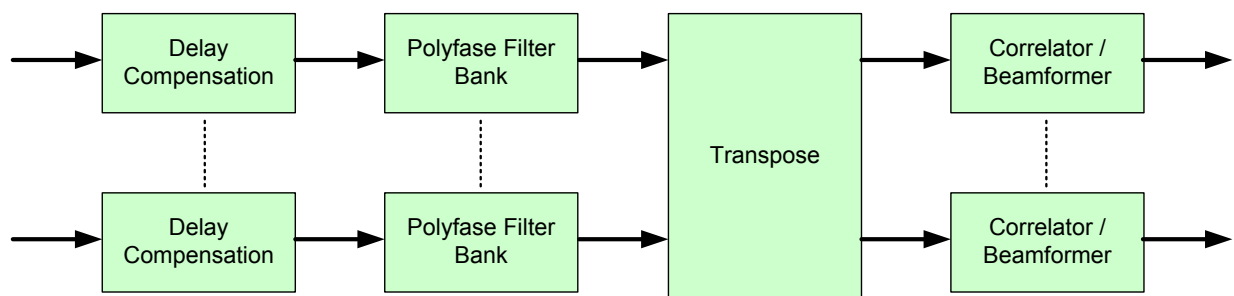 Delay
Compensation
Polyfase Filter
Bank
Transpose
Correlator /
Beamformer
Delay
Compensation
Polyfase Filter
Bank
Correlator /
Beamformer